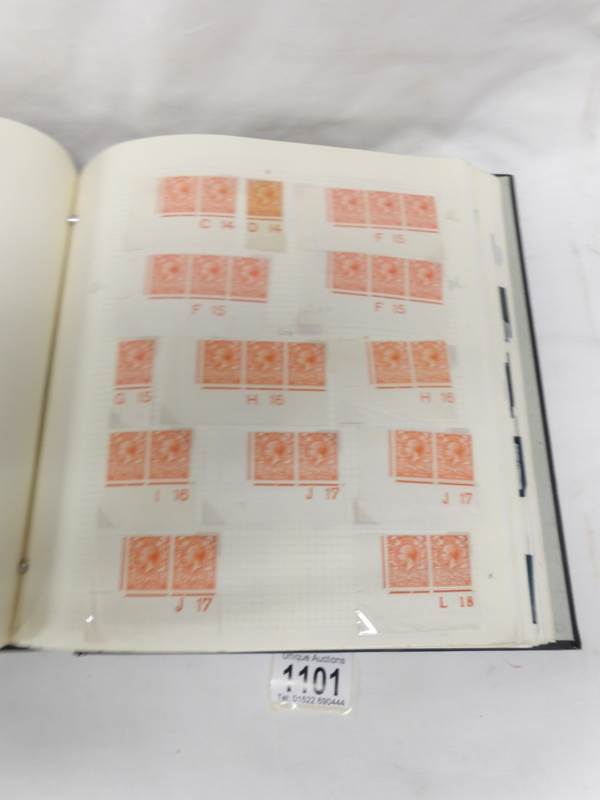 C 14 D 14
F 15
F 15
F 15
G 15
H 16
H 16
I 16
J 17
J 17
J 17
L 18
Unique Auctions
1101
Tel: 01522 690444